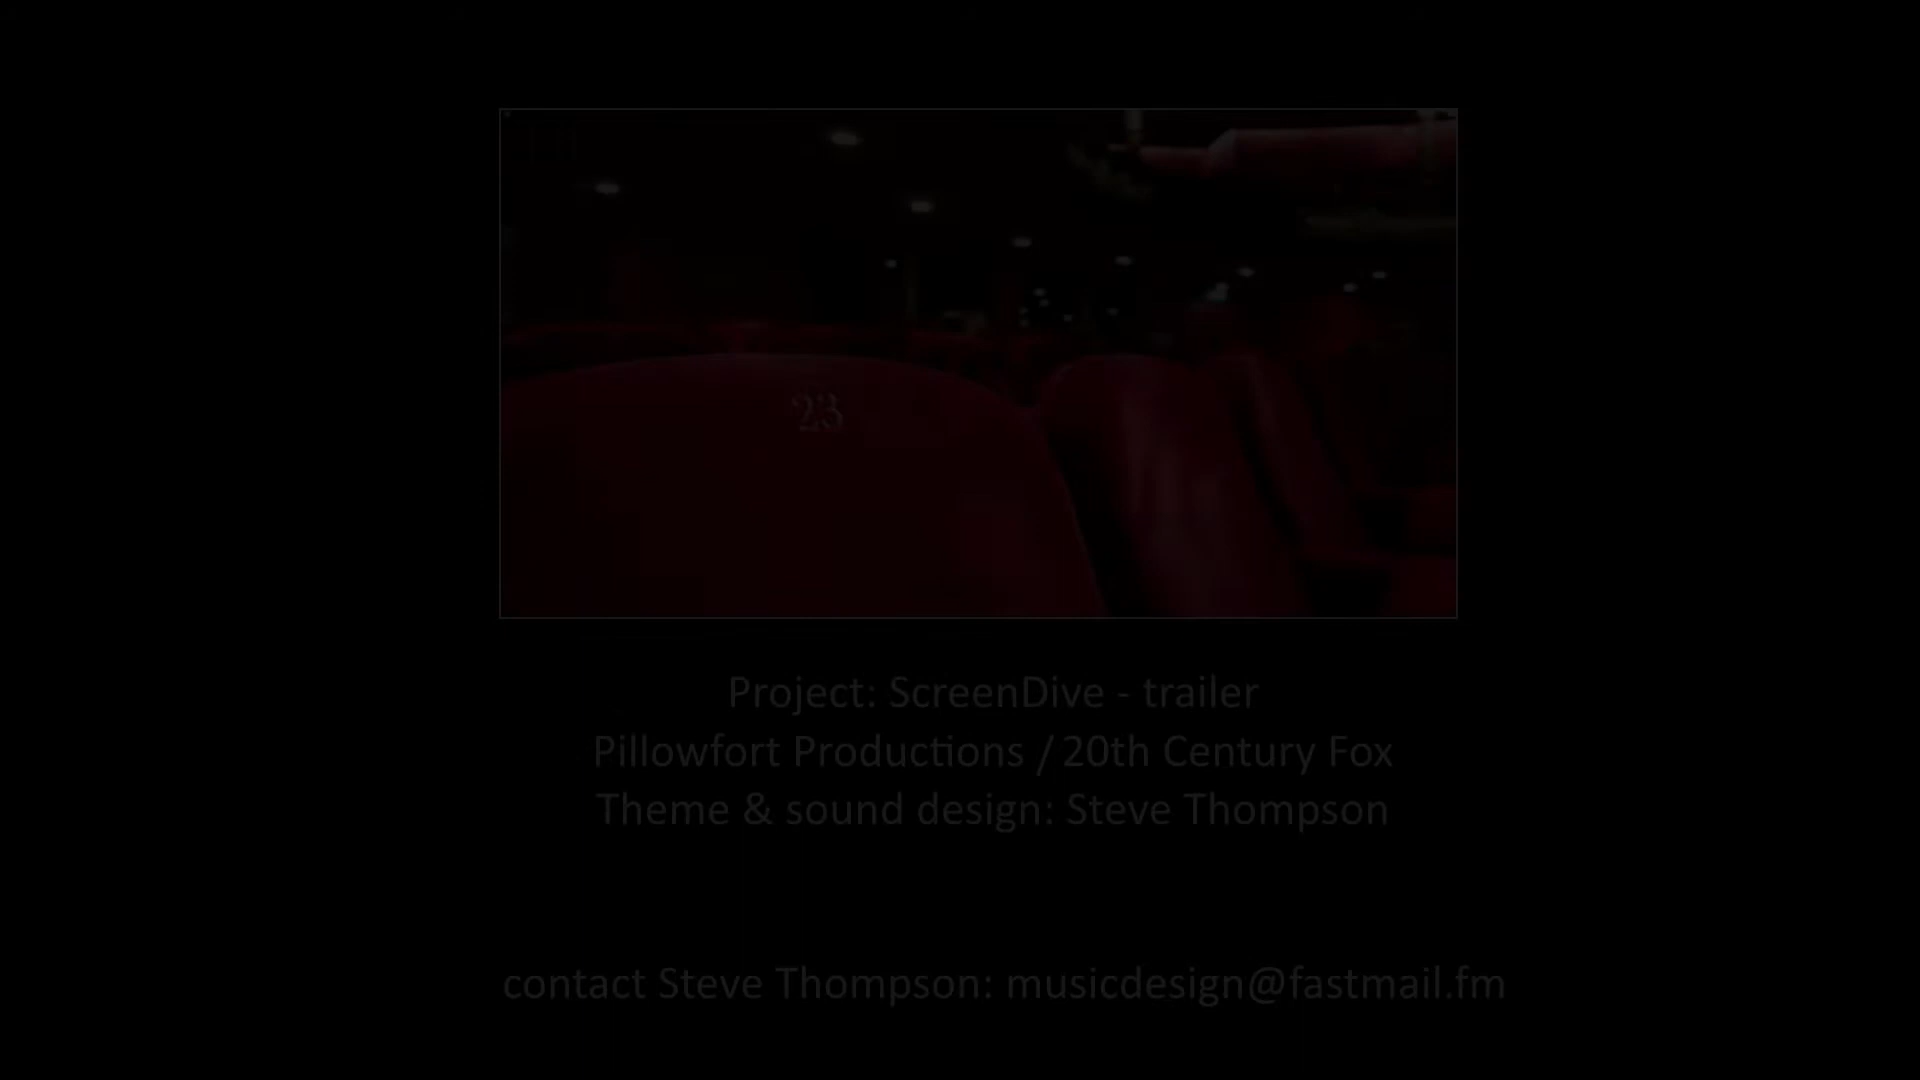 23
Project: ScreenDive - trailer
Pillowfort Productions / 20th Century Fox
Theme & sound design: Steve Thompson
contact Steve Thompson: musicdesign@fastmail.fm